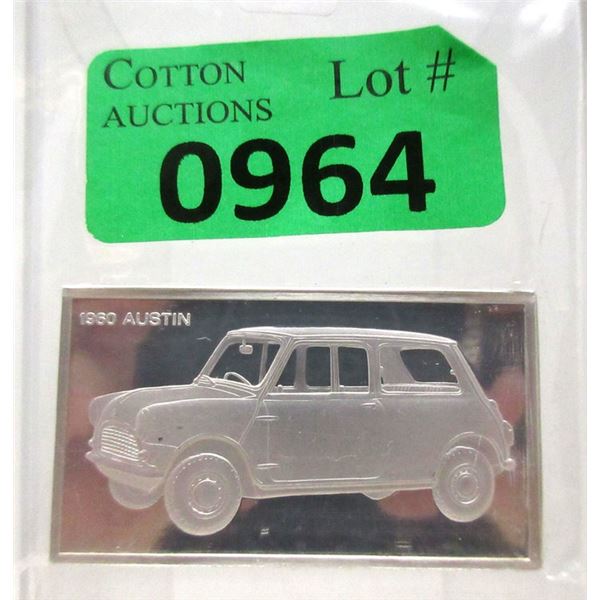 COTTON Lot #
AUCTIONS
0964
1960 AUSTIN